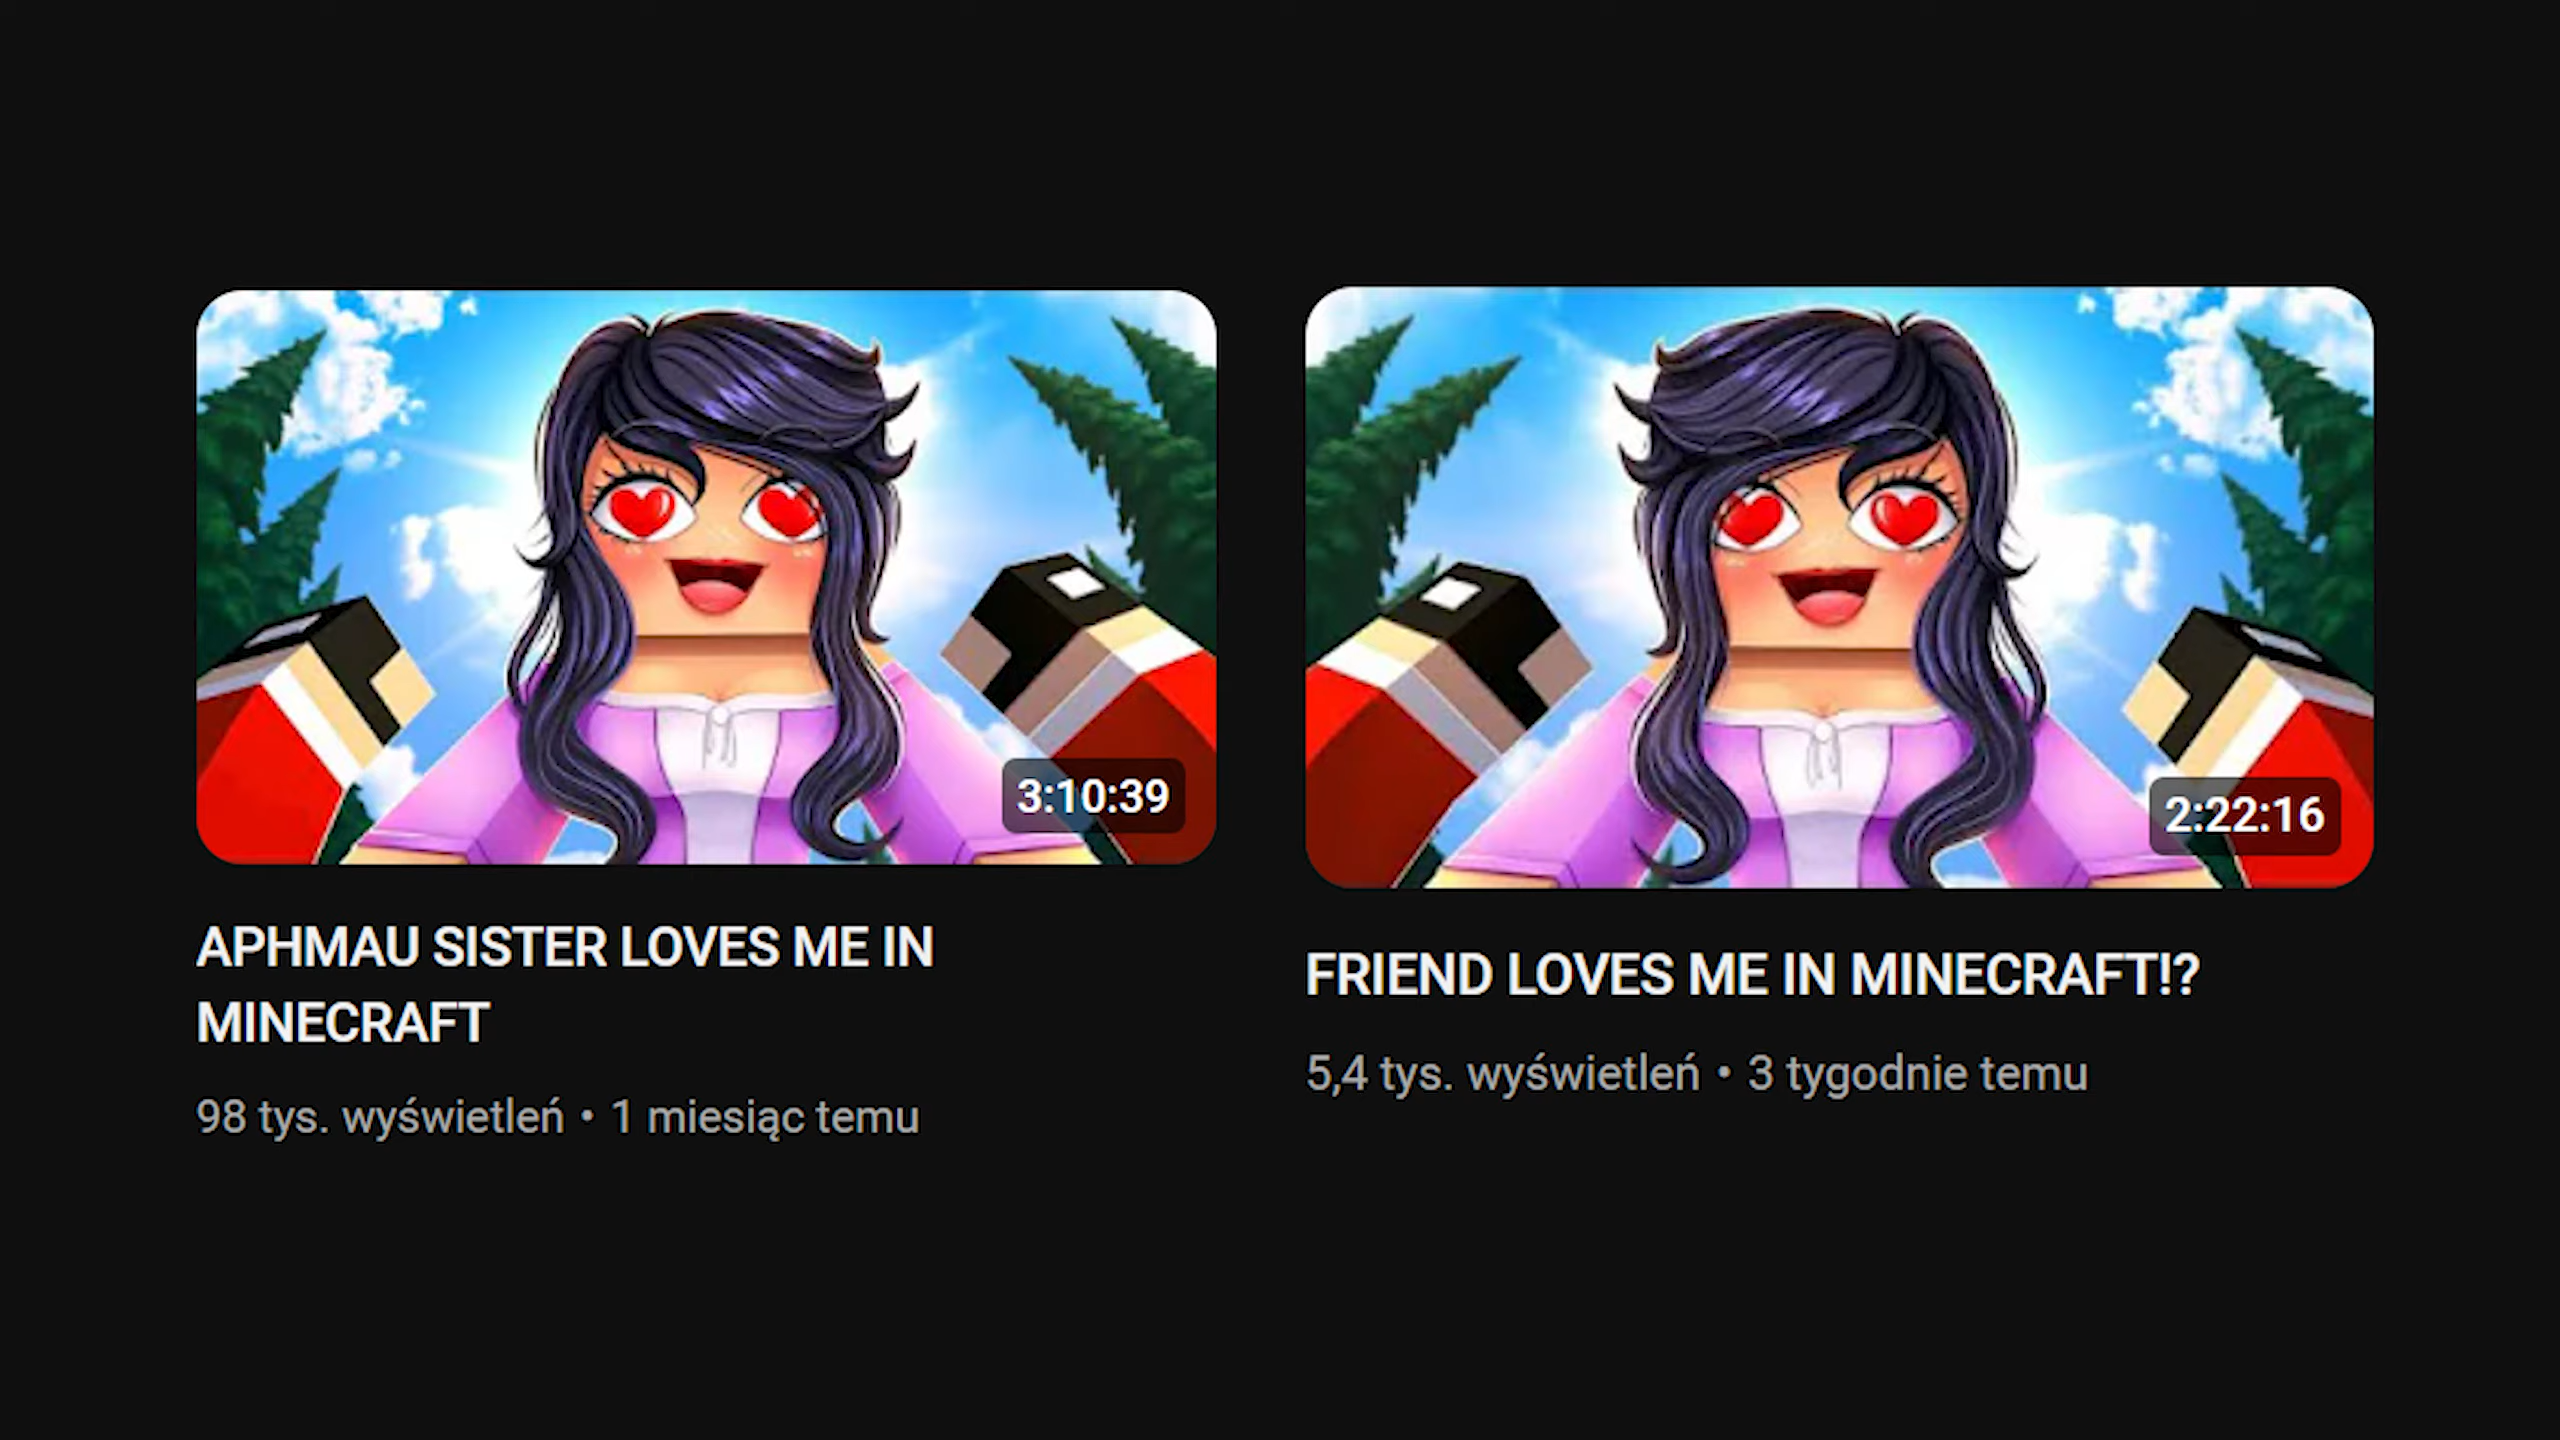 3:10:39
APHMAU SISTER LOVES ME IN
MINECRAFT
98 tys. wyświetleń • 1 miesiąc temu
2:22:16
FRIEND LOVES ME IN MINECRAFT!?
5,4 tys. wyświetleń • 3 tygodnie temu